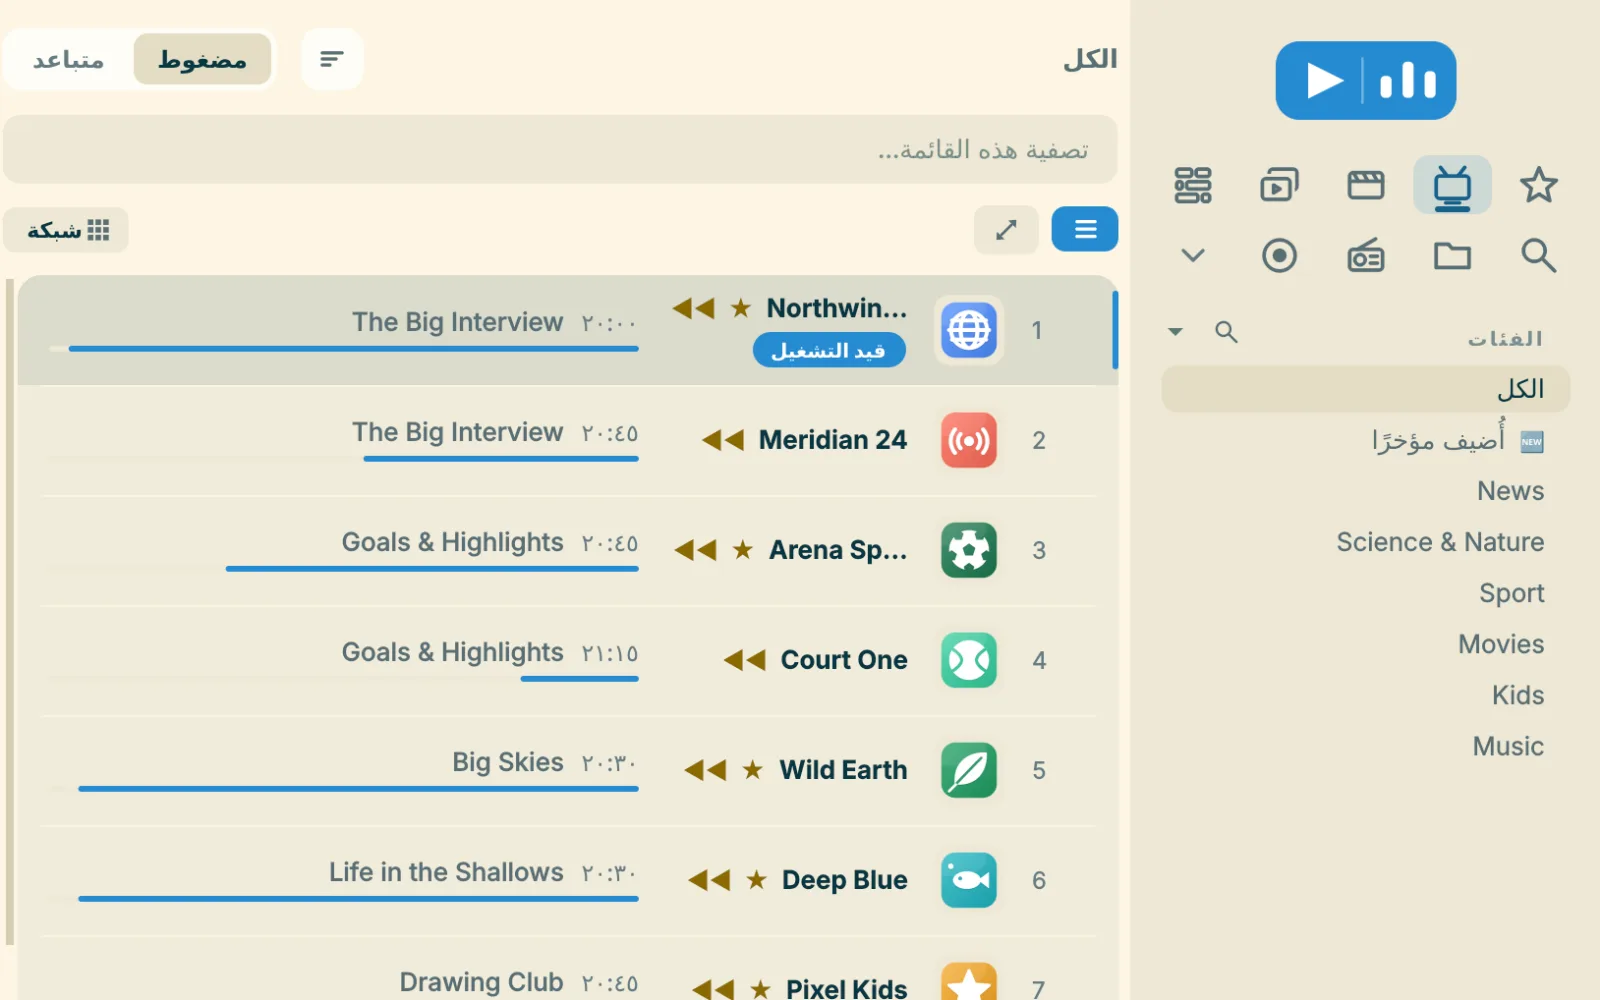 الكل
مضغوط
متباعد
تصفية هذه القائمة...
شبكة
1
Northwin...
قيد التشغيل
٢٠:٠٠ The Big Interview
2
Meridian 24
٢٠:٤٥ The Big Interview
3
Arena Sp...
٢٠:٤٥ Goals & Highlights
4
Court One
٢١:١٥ Goals & Highlights
5
Wild Earth
٢٠:٣٠ Big Skies
6
Deep Blue
٢٠:٣٠ Life in the Shallows
7
Pixel Kids
٢٠:٤٥ Drawing Club
الفئات
الكل
🆕 أُضيف مؤخرًا
News
Science & Nature
Sport
Movies
Kids
Music